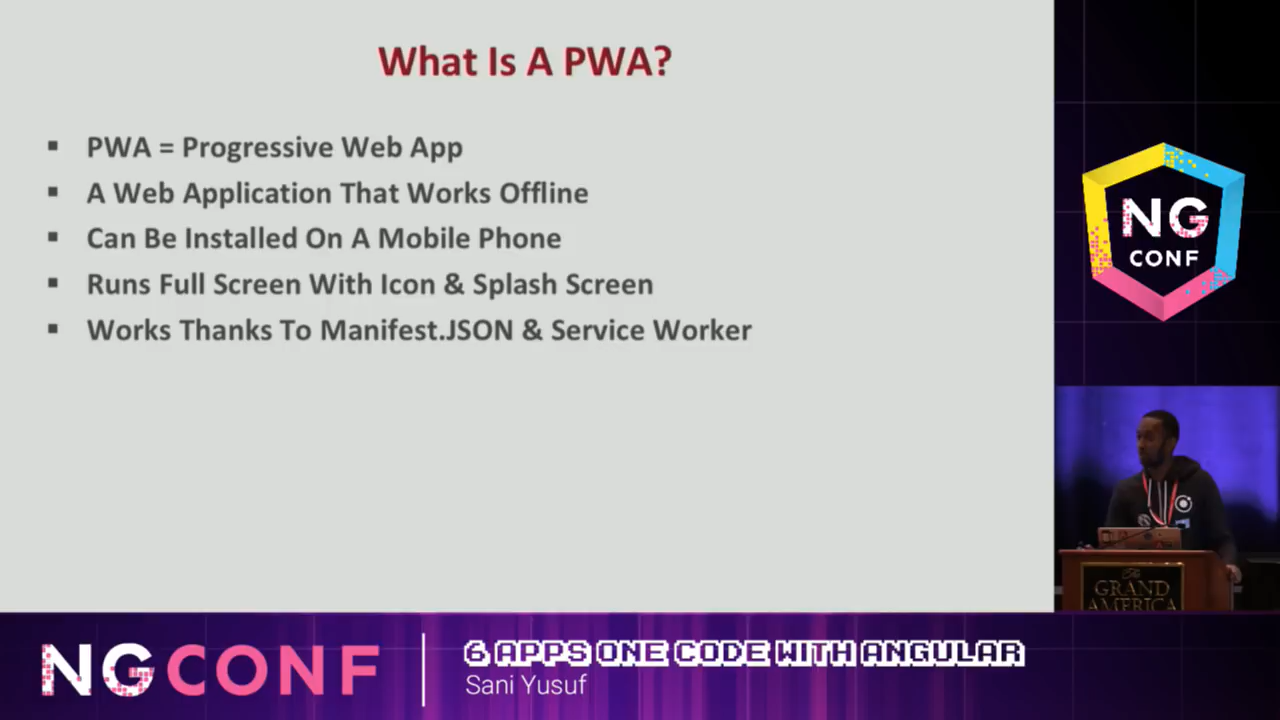 What Is A PWA?
▪ PWA = Progressive Web App
▪ A Web Application That Works Offline
▪ Can Be Installed On A Mobile Phone
▪ Runs Full Screen With Icon & Splash Screen
▪ Works Thanks To Manifest.JSON & Service Worker
NG
CONF
The
GRAND
AMERICA
NGCONF
6 APPS ONE CODE WITH ANGULAR
Sani Yusuf